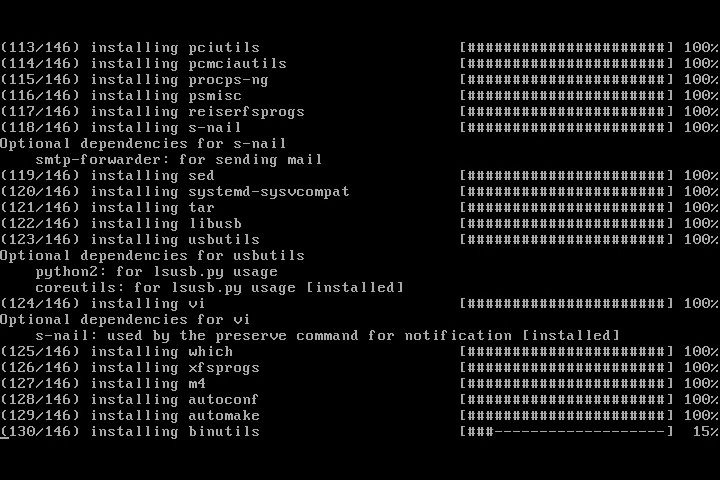 (113/146) installing pciutils [######################] 100%
(114/146) installing pcmciautils [######################] 100%
(115/146) installing procps-ng [######################] 100%
(116/146) installing psmisc [######################] 100%
(117/146) installing reiserfsprogs [######################] 100%
(118/146) installing s-nail [######################] 100%
Optional dependencies for s-nail
    smtp-forwarder: for sending mail
(119/146) installing sed [######################] 100%
(120/146) installing systemd-sysvcompat [######################] 100%
(121/146) installing tar [######################] 100%
(122/146) installing libusb [######################] 100%
(123/146) installing usbutils [######################] 100%
Optional dependencies for usbutils
    python2: for lsusb.py usage
    coreutils: for lsusb.py usage [installed]
(124/146) installing vi [######################] 100%
Optional dependencies for vi
    s-nail: used by the preserve command for notification [installed]
(125/146) installing which [######################] 100%
(126/146) installing xfsprogs [######################] 100%
(127/146) installing m4 [######################] 100%
(128/146) installing autoconf [######################] 100%
(129/146) installing automake [######################] 100%
(130/146) installing binutils [###-------------------] 15%